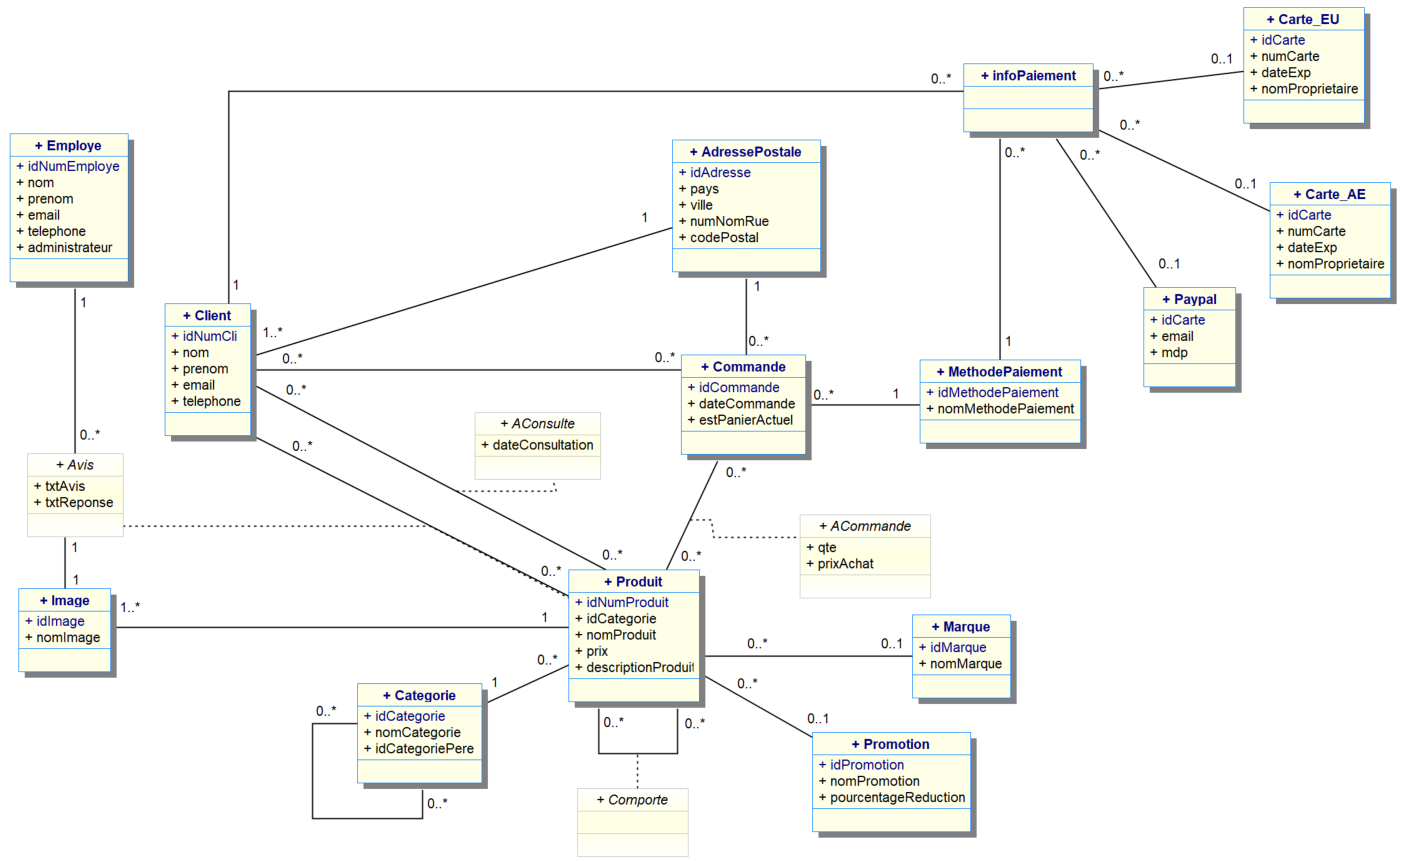 + Carte_EU
+ idCarte
+ numCarte
+ dateExp
+ nomProprietaire
0..1
0..*
+ infoPaiement
0..*
0..*
0..*
0..*
+ Employe
+ idNumEmploye
+ nom
+ prenom
+ email
+ telephone
+ administrateur
1
+ AdressePostale
+ idAdresse
+ pays
+ ville
+ numNomRue
+ codePostal
1
1
0..1
+ Carte_AE
+ idCarte
+ numCarte
+ dateExp
+ nomProprietaire
0..1
+ Paypal
+ idCarte
+ email
+ mdp
1
+ Client
+ idNumCli
+ nom
+ prenom
+ email
+ telephone
1..*
0..*
0..*
0..*
0..*
0..*
+ Commande
+ idCommande
+ dateCommande
+ estPanierActuel
0..*
1
0..*
1
+ MethodePaiement
+ idMethodePaiement
+ nomMethodePaiement
+ AConsulte
+ dateConsultation
0..*
+ Avis
+ txtAvis
+ txtReponse
1
1
+ ACommande
+ qte
+ prixAchat
0..*
0..*
0..*
+ Image
+ idImage
+ nomImage
1..*
1
+ Produit
+ idNumProduit
+ idCategorie
+ nomProduit
+ prix
+ descriptionProduit
0..*
0..1
+ Marque
+ idMarque
+ nomMarque
0..*
1
0..*
0..1
+ Categorie
+ idCategorie
+ nomCategorie
+ idCategoriePere
0..*
0..*
0..*
0..*
+ Promotion
+ idPromotion
+ nomPromotion
+ pourcentageReduction
+ Comporte